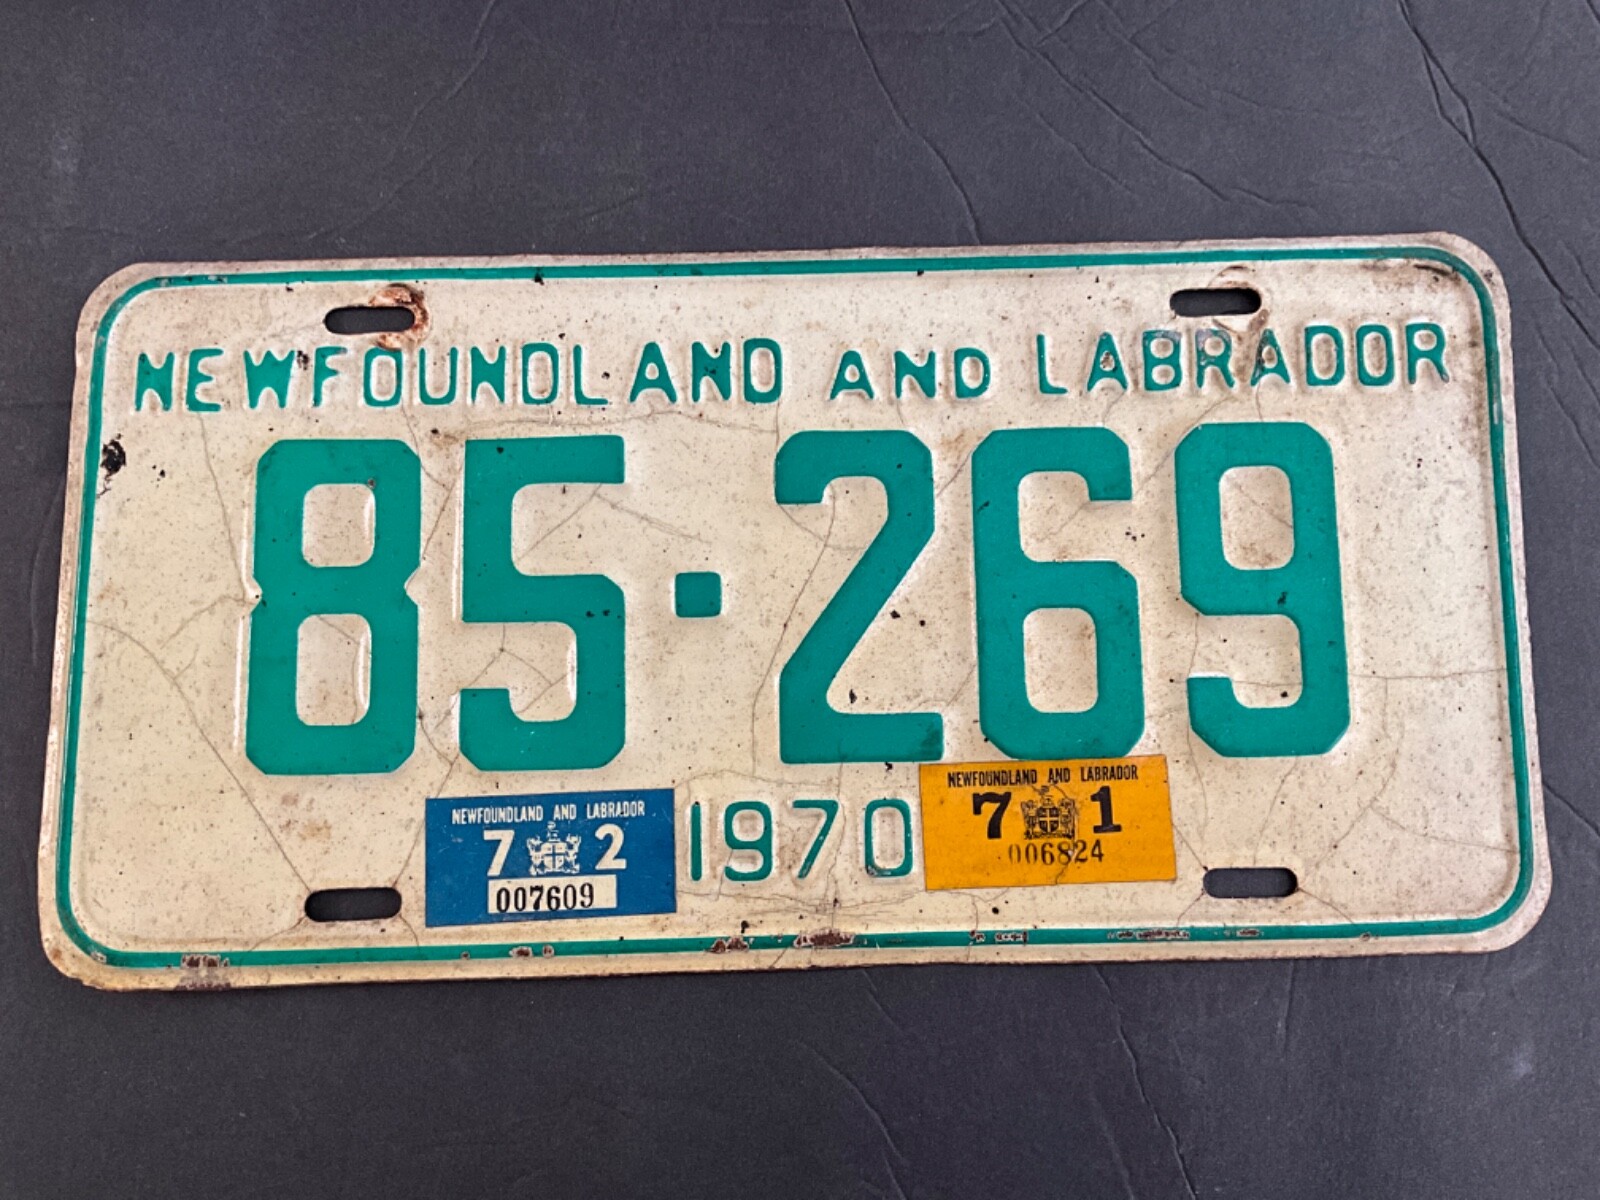 NEWFOUNDLAND AND LABRADOR
85·269
NEWFOUNDLAND AND LABRADOR
7 2
007609
1970
NEWFOUNDLAND AND LABRADOR
7 1
006824